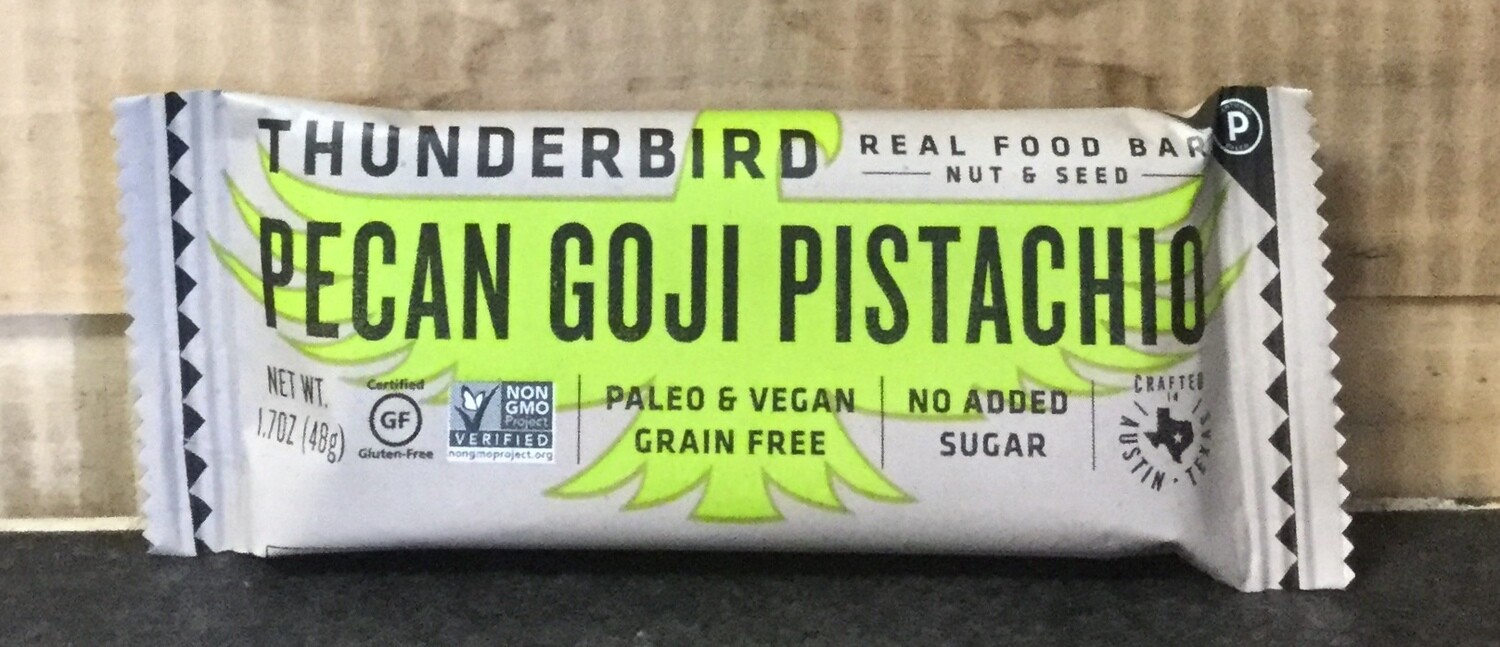 THUNDERBIRD
REAL FOOD BAR
NUT & SEED
P
PECAN GOJI PISTACHIO
NET WT.
1.7OZ (48g)
Certified
GF
Gluten-Free
NON
GMO
Project
VERIFIED
nongmoproject.org
PALEO & VEGAN
GRAIN FREE
NO ADDED
SUGAR
CRAFTED
IN
AUSTIN · TEXAS